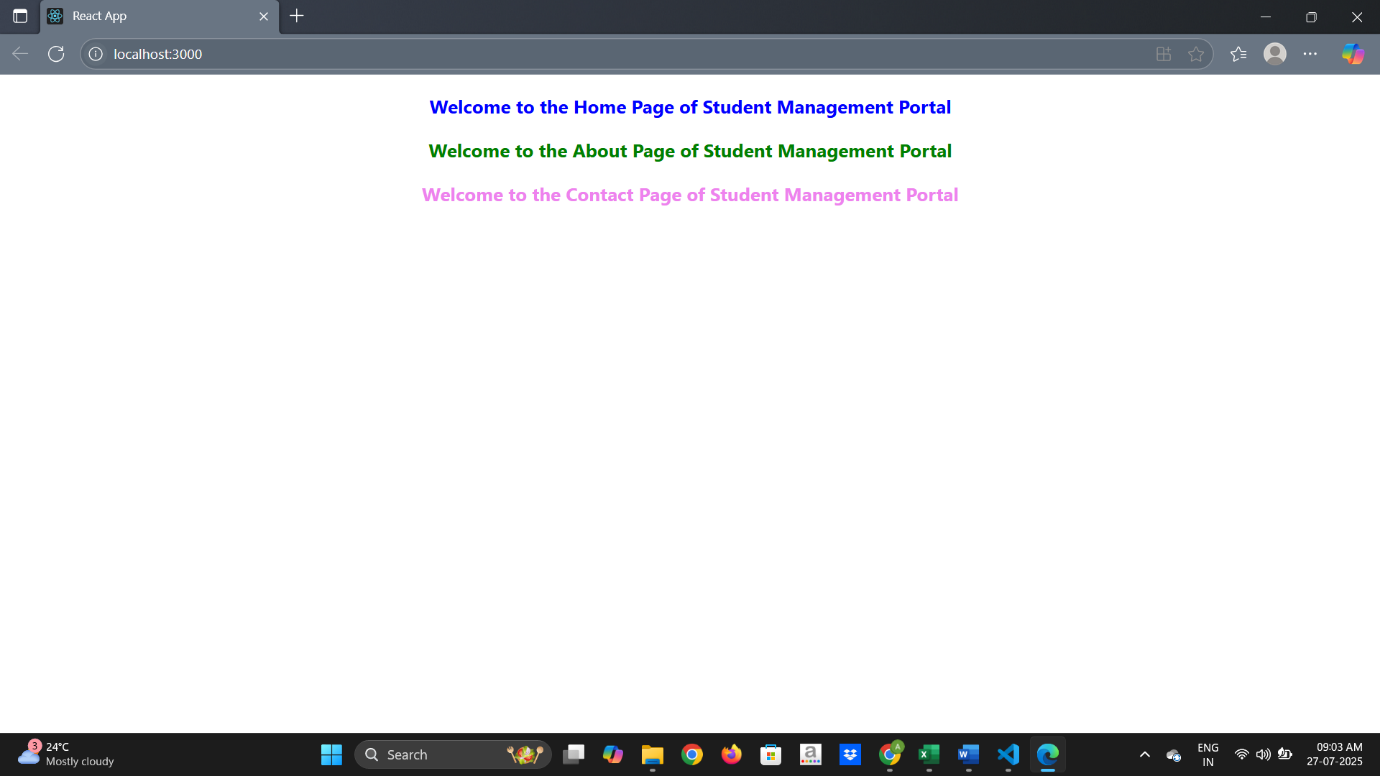 React App
localhost:3000
Welcome to the Home Page of Student Management Portal
Welcome to the About Page of Student Management Portal
Welcome to the Contact Page of Student Management Portal
3
24°C
Mostly cloudy
Search
a
A
ENG
IN
09:03 AM
27-07-2025